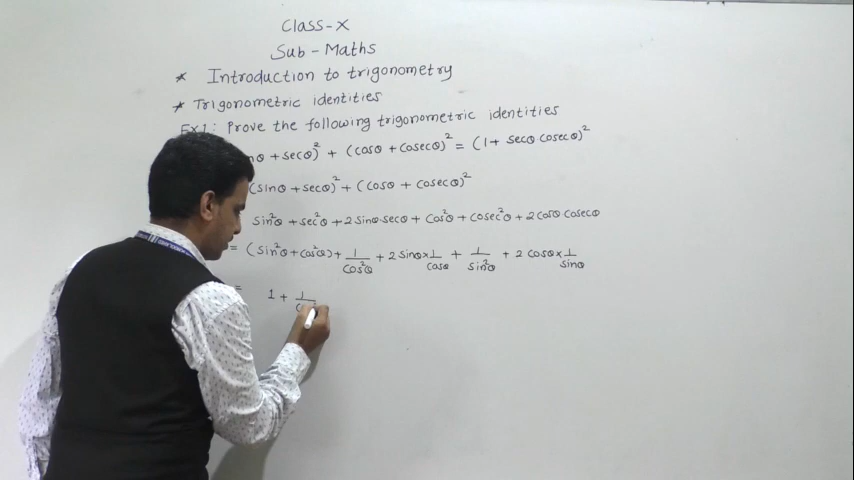 Class-X
Sub - Maths
* Introduction to trigonometry
* Trigonometric identities
Ex1: Prove the following trigonometric identities
nθ + secθ)² + (cosθ + cosecθ)² = (1 + secθ cosecθ)²
(sinθ + secθ)² + (cosθ + cosecθ)²
sin²θ + sec²θ + 2 sinθ·secθ + cos²θ + cosec²θ + 2 cosθ cosecθ
= (sin²θ + cos²θ) + 1/cos²θ + 2 sinθ × 1/cosθ + 1/sin²θ + 2 cosθ × 1/sinθ
= 1 + 1/